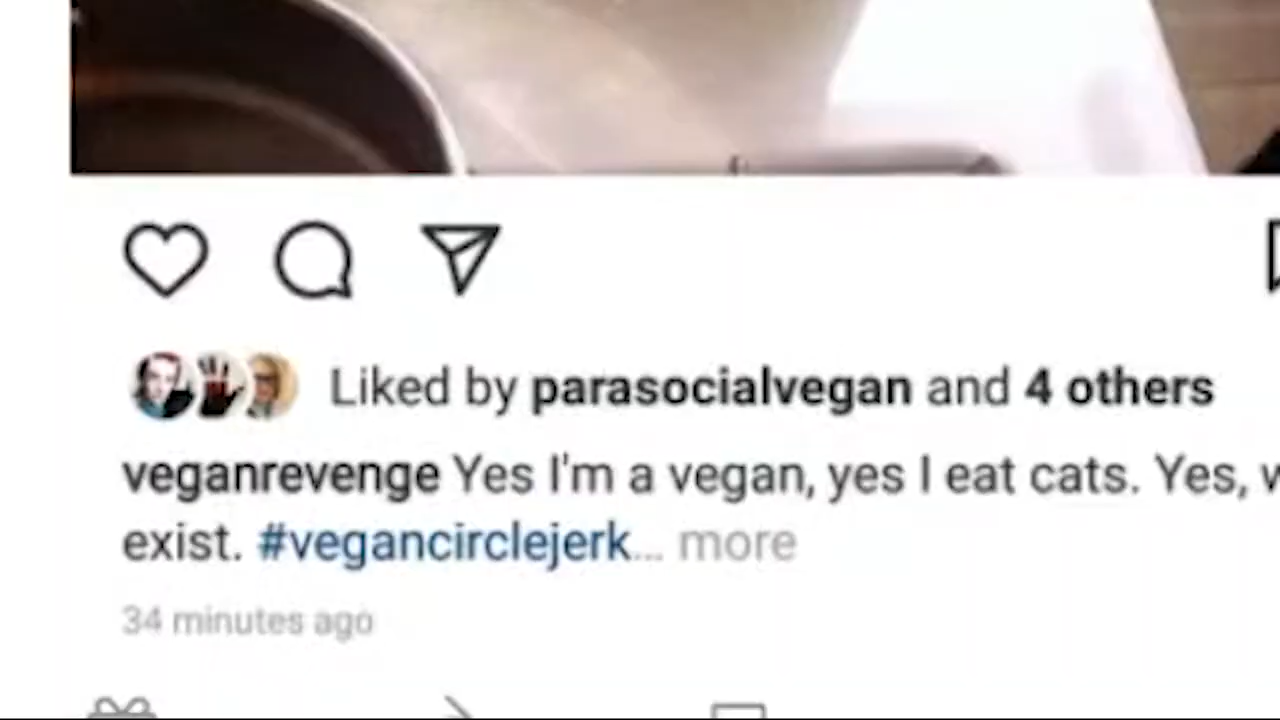 Liked by parasocialvegan and 4 others
veganrevenge Yes I'm a vegan, yes I eat cats. Yes,
exist. #vegancirclejerk... more
34 minutes ago